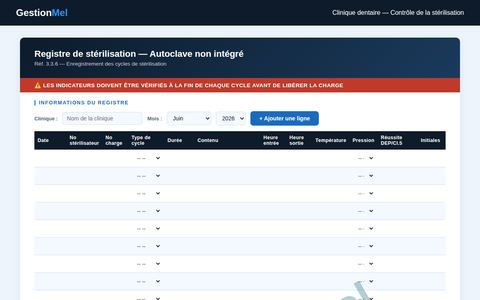 GestionMel
Clinique dentaire — Contrôle de la stérilisation
Registre de stérilisation — Autoclave non intégré
Réf. 3.3.6 — Enregistrement des cycles de stérilisation
⚠️ LES INDICATEURS DOIVENT ÊTRE VÉRIFIÉS À LA FIN DE CHAQUE CYCLE AVANT DE LIBÉRER LA CHARGE
INFORMATIONS DU REGISTRE
Clinique : Nom de la clinique Mois : Juin 2026 + Ajouter une ligne
Date No stérilisateur No charge Type de cycle Durée Contenu Heure entrée Heure sortie Température Pression Réussite DEP/CI.5 Initiales
-- -- -- --
-- -- -- --
-- -- -- --
-- -- -- --
-- -- -- --
-- -- -- --
-- -- -- --
-- -- -- --
-- -- -- --